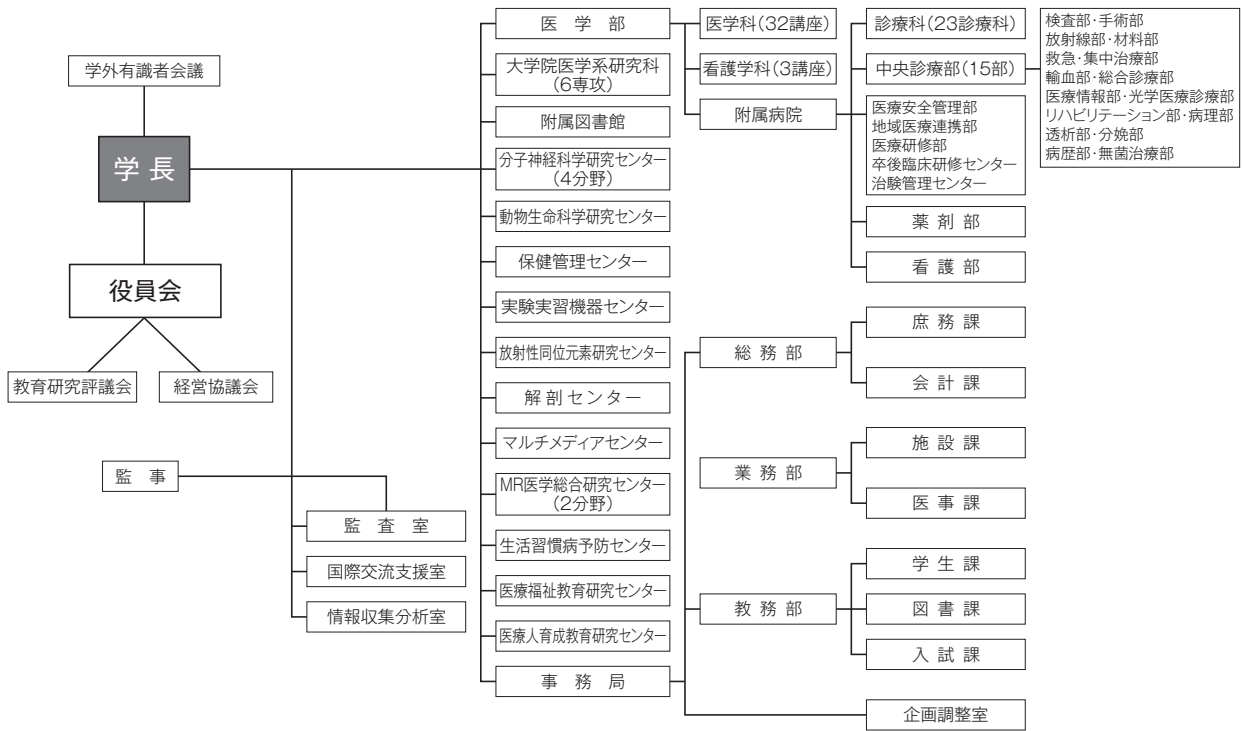 学外有識者会議
学長
役員会
教育研究評議会
経営協議会
監事
監査室
国際交流支援室
情報収集分析室
医学部
大学院医学系研究科
(6専攻)
附属図書館
分子神経科学研究センター
(4分野)
動物生命科学研究センター
保健管理センター
実験実習機器センター
放射性同位元素研究センター
解剖センター
マルチメディアセンター
MR医学総合研究センター
(2分野)
生活習慣病予防センター
医療福祉教育研究センター
医療人育成教育研究センター
事務局
医学科(32講座)
看護学科(3講座)
附属病院
診療科(23診療科)
中央診療部(15部)
検査部・手術部
放射線部・材料部
救急・集中治療部
輸血部・総合診療部
医療情報部・光学医療診療部
リハビリテーション部・病理部
透析部・分娩部
病歴部・無菌治療部
医療安全管理部
地域医療連携部
医療研修部
卒後臨床研修センター
治験管理センター
薬剤部
看護部
総務部
庶務課
会計課
業務部
施設課
医事課
教務部
学生課
図書課
入試課
企画調整室